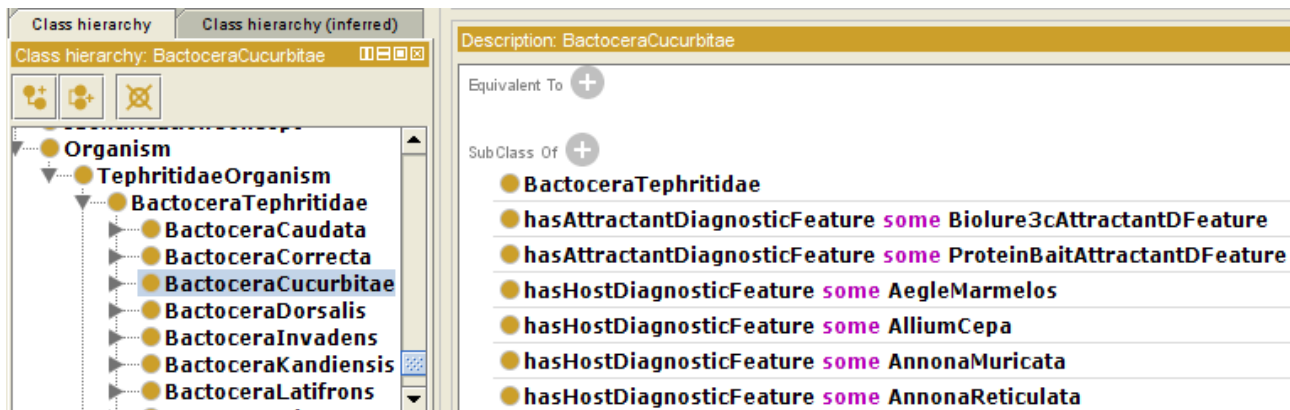 Class hierarchy
Class hierarchy (inferred)
Class hierarchy: BactoceraCucurbitae
Organism
TephritidaeOrganism
BactoceraTephritidae
BactoceraCaudata
BactoceraCorrecta
BactoceraCucurbitae
BactoceraDorsalis
BactoceraInvadens
BactoceraKandiensis
BactoceraLatifrons
Description: BactoceraCucurbitae
Equivalent To
SubClass Of
BactoceraTephritidae
hasAttractantDiagnosticFeature some Biolure3cAttractantDFeature
hasAttractantDiagnosticFeature some ProteinBaitAttractantDFeature
hasHostDiagnosticFeature some AegleMarmelos
hasHostDiagnosticFeature some AlliumCepa
hasHostDiagnosticFeature some AnnonaMuricata
hasHostDiagnosticFeature some AnnonaReticulata